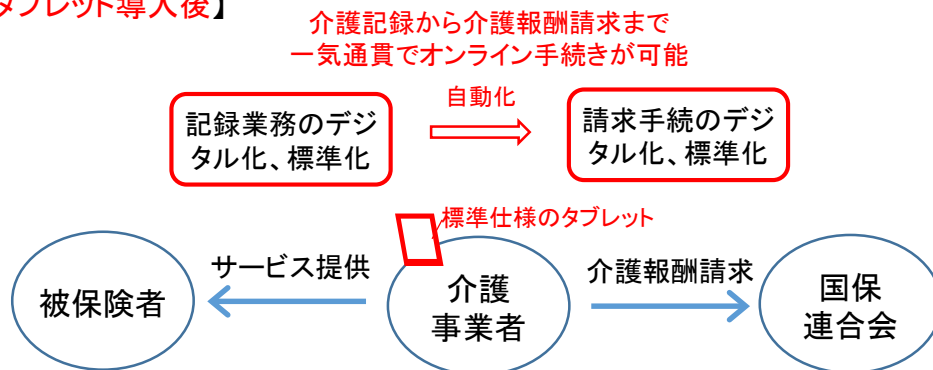 タブレット導入後】
介護記録から介護報酬請求まで
一気通貫でオンライン手続きが可能
自動化
記録業務のデジ
タル化、標準化
請求手続のデジ
タル化、標準化
標準仕様のタブレット
サービス提供
介護報酬請求
被保険者
介護
事業者
国保
連合会